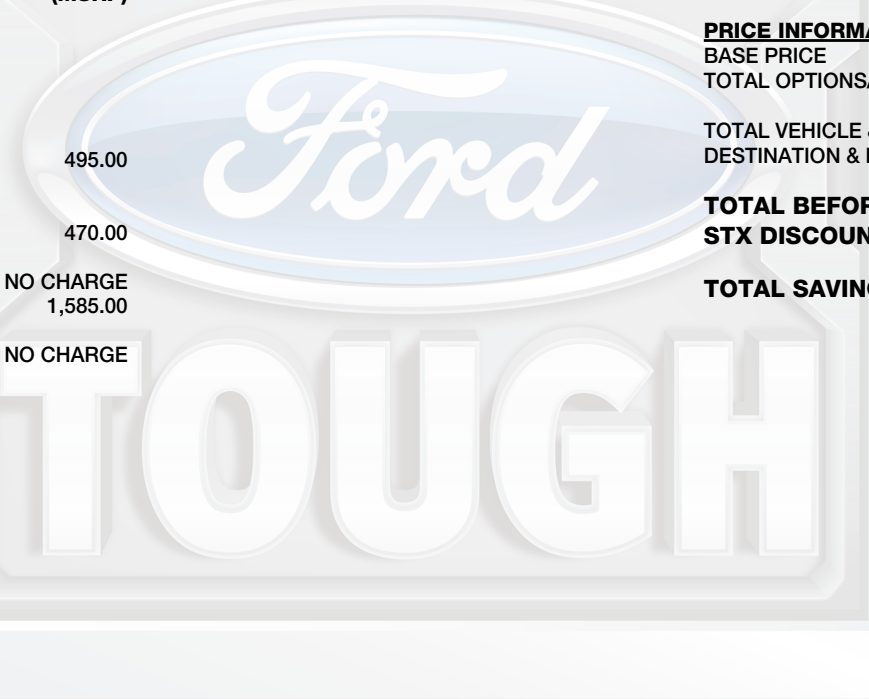 (MSRP)
495.00
470.00
NO CHARGE
1,585.00
NO CHARGE
PRICE INFORMA
BASE PRICE
TOTAL OPTIONS
TOTAL VEHICLE
DESTINATION &
TOTAL BEFOR
STX DISCOUN
TOTAL SAVIN
Ford
TOUGH